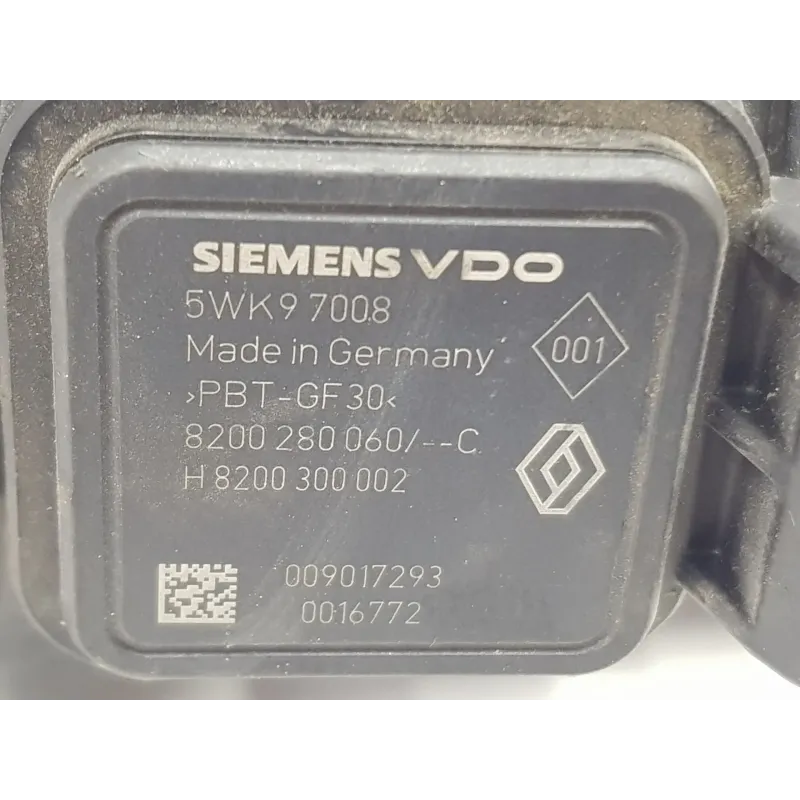 SIEMENS VDO
5WK9 7008
Made in Germany
001
>PBT-GF30<
8200 280 060/--C
H 8200 300 002
009017293
0016772